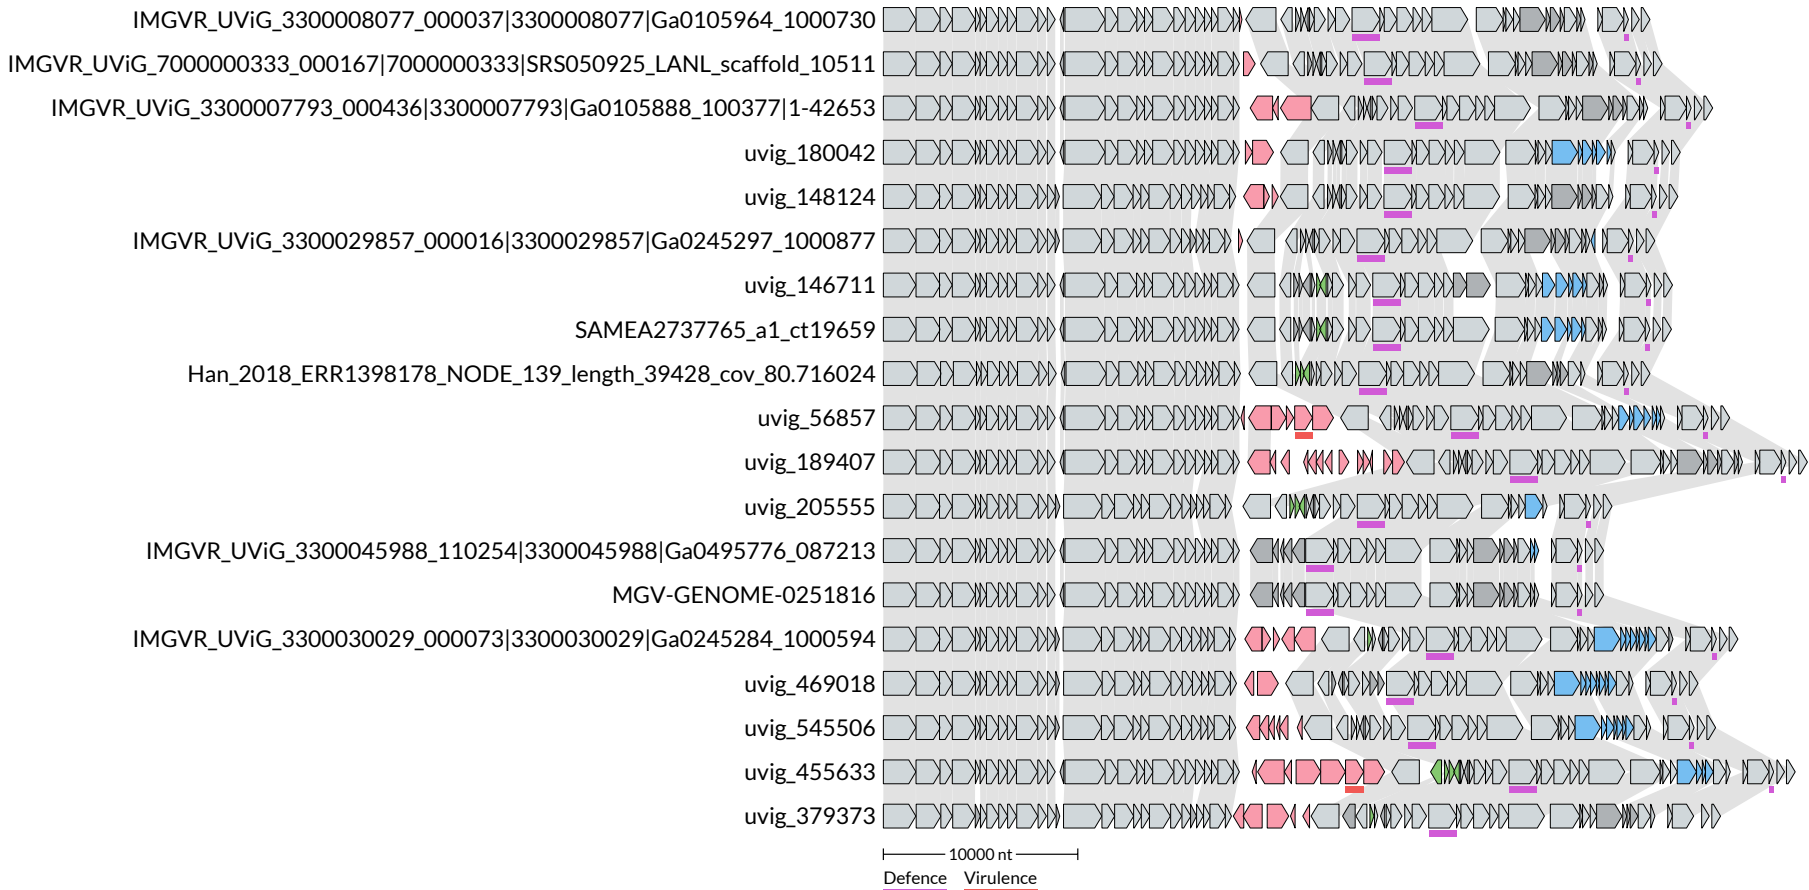 IMGVR_UViG_3300008077_000037|3300008077|Ga0105964_1000730
IMGVR_UViG_7000000333_000167|7000000333|SRS050925_LANL_scaffold_10511
IMGVR_UViG_3300007793_000436|3300007793|Ga0105888_100377|1-42653
uvig_180042
uvig_148124
IMGVR_UViG_3300029857_000016|3300029857|Ga0245297_1000877
uvig_146711
SAMEA2737765_a1_ct19659
Han_2018_ERR1398178_NODE_139_length_39428_cov_80.716024
uvig_56857
uvig_189407
uvig_205555
IMGVR_UViG_3300045988_110254|3300045988|Ga0495776_087213
MGV-GENOME-0251816
IMGVR_UViG_3300030029_000073|3300030029|Ga0245284_1000594
uvig_469018
uvig_545506
uvig_455633
uvig_379373
10000 nt
Defence Virulence